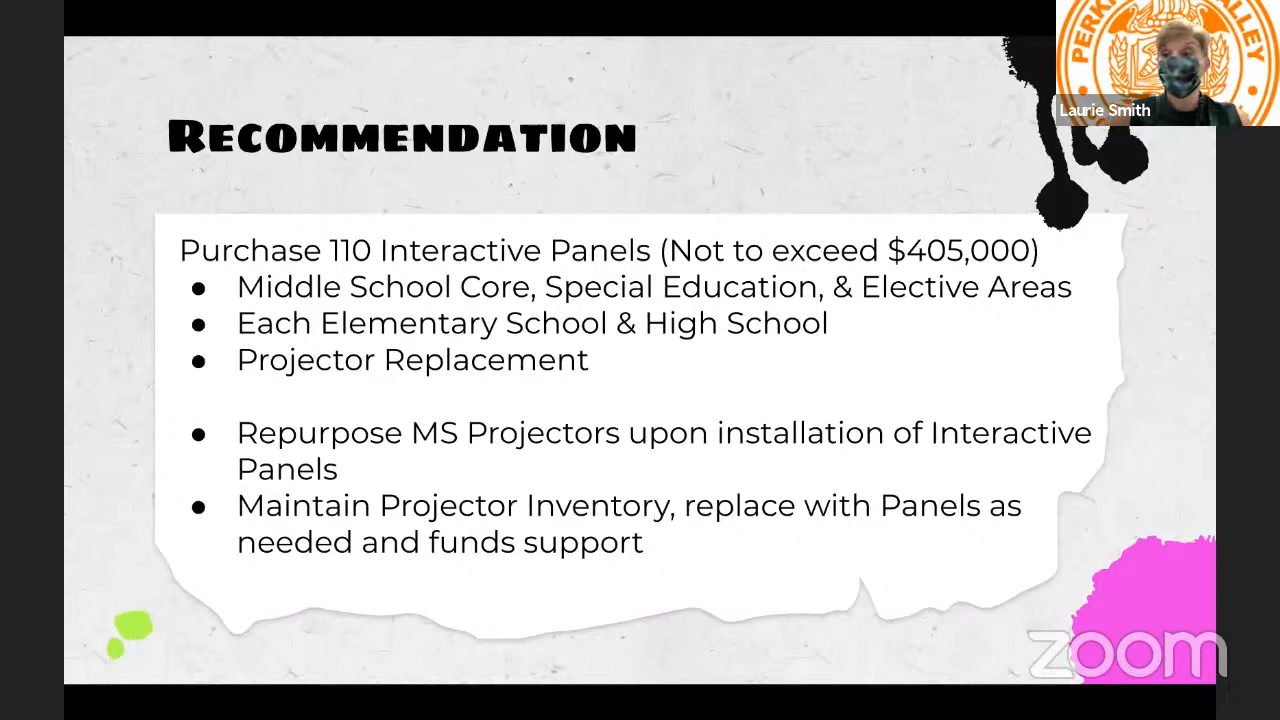 PERK VALLEY
Laurie Smith
RECOMMENDATION
Purchase 110 Interactive Panels (Not to exceed $405,000)
● Middle School Core, Special Education, & Elective Areas
● Each Elementary School & High School
● Projector Replacement
● Repurpose MS Projectors upon installation of Interactive
Panels
● Maintain Projector Inventory, replace with Panels as
needed and funds support
zoom